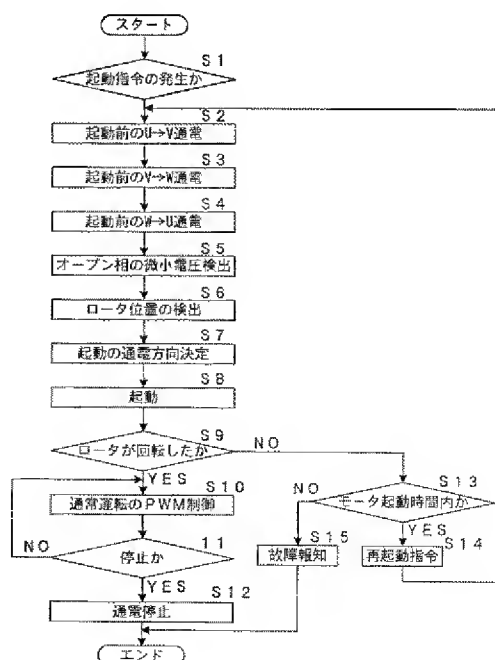 スタート
S1
起動指令の発生か
S2
起動前のU→V通電
S3
起動前のV→W通電
S4
起動前のW→U通電
S5
オープン相の微小電圧検出
S6
ロータ位置の検出
S7
起動の通電方向決定
S8
起動
S9
ロータが回転したか
NO
YES
S10
通常運転のPWM制御
S13
モータ起動時間内か
NO
YES
S15
故障報知
S14
再起動指令
11
停止か
NO
YES
S12
通電停止
エンド